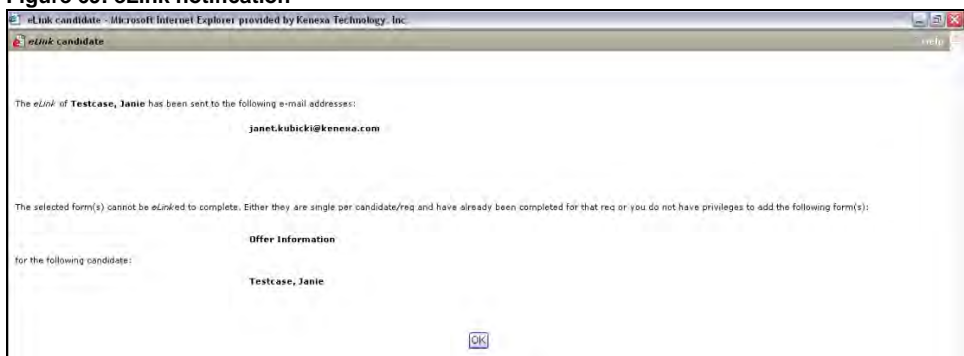 Figure 69: eLink notification
eLink candidate - Microsoft Internet Explorer provided by Kenexa Technology, Inc
eLink candidate
Help
The eLink of Testcase, Janie has been sent to the following e-mail addresses:
janet.kubicki@kenexa.com
The selected form(s) cannot be eLinked to complete. Either they are single per candidate/req and have already been completed for that req or you do not have privileges to add the following form(s):
Offer Information
for the following candidate:
Testcase, Janie
OK